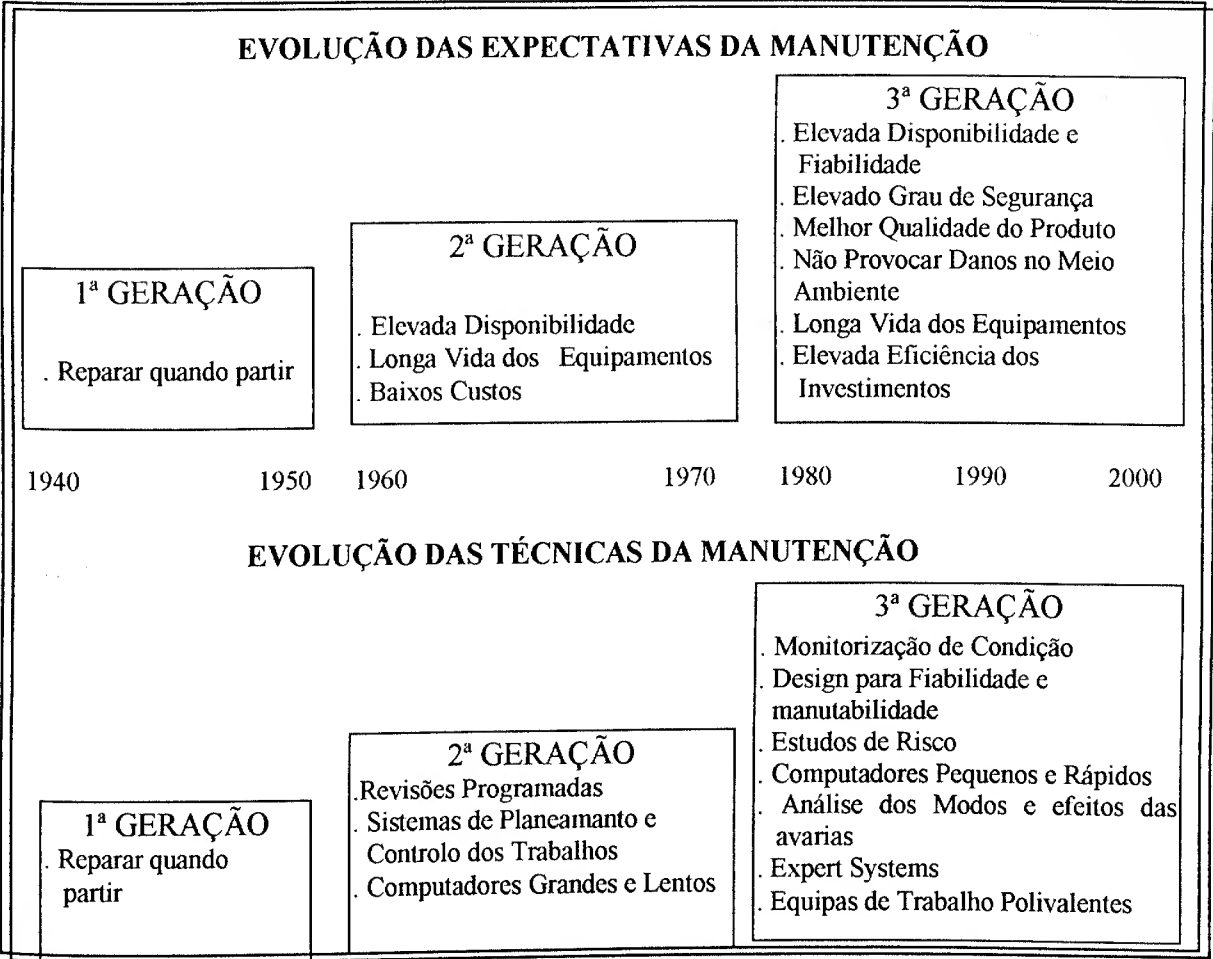 EVOLUÇÃO DAS EXPECTATIVAS DA MANUTENÇÃO
1ª GERAÇÃO
. Reparar quando partir
2ª GERAÇÃO
. Elevada Disponibilidade
. Longa Vida dos Equipamentos
. Baixos Custos
3ª GERAÇÃO
. Elevada Disponibilidade e
Fiabilidade
. Elevado Grau de Segurança
. Melhor Qualidade do Produto
. Não Provocar Danos no Meio
Ambiente
. Longa Vida dos Equipamentos
. Elevada Eficiência dos
Investimentos
1940 1950 1960 1970 1980 1990 2000
EVOLUÇÃO DAS TÉCNICAS DA MANUTENÇÃO
1ª GERAÇÃO
. Reparar quando
partir
2ª GERAÇÃO
.Revisões Programadas
. Sistemas de Planeamanto e
Controlo dos Trabalhos
. Computadores Grandes e Lentos
3ª GERAÇÃO
. Monitorização de Condição
. Design para Fiabilidade e
manutabilidade
. Estudos de Risco
. Computadores Pequenos e Rápidos
. Análise dos Modos e efeitos das
avarias
. Expert Systems
. Equipas de Trabalho Polivalentes